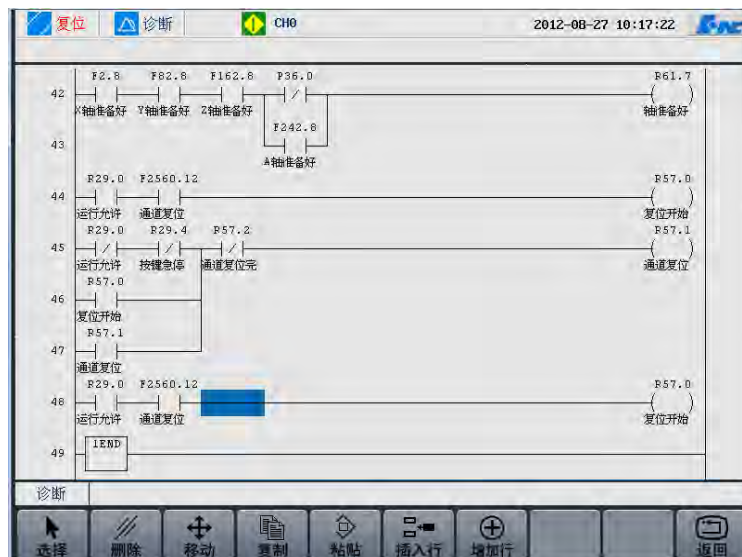 复位 诊断 CH0 2012-08-27 10:17:22
F2.8 F82.8 F162.8 P36.0 R61.7
42
X轴准备好 Y轴准备好 Z轴准备好 轴准备好
F242.8
43
A轴准备好
R29.0 F2560.12 R57.0
44
运行允许 通道复位 复位开始
R29.0 R29.4 R57.2 R57.1
45
运行允许 按键急停 通道复位完 通道复位
R57.0
46
复位开始
R57.1
47
通道复位
R29.0 F2560.12 R57.0
48
运行允许 通道复位 复位开始
1END
49
诊断
选择 删除 移动 复制 粘贴 插入行 增加行 返回